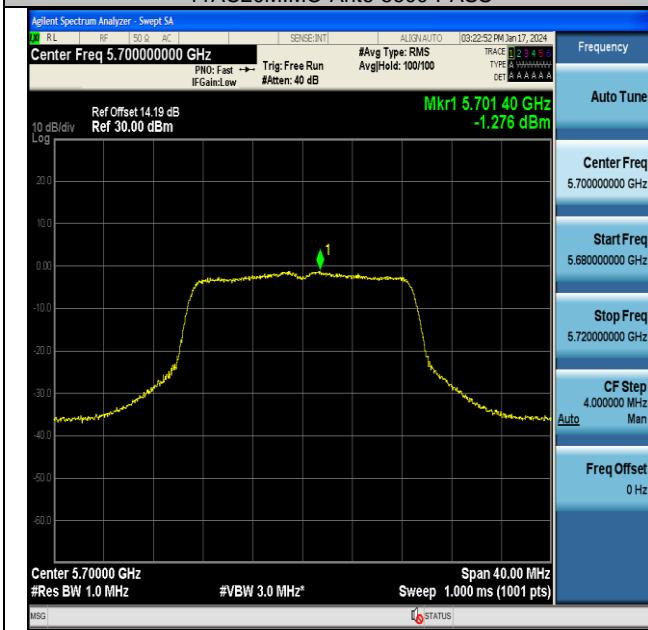 Agilent Spectrum Analyzer - Swept SA
RL RF 50 Ω AC SENSE:INT ALIGN AUTO 03:22:52 PM Jan 17, 2024
Center Freq 5.700000000 GHz #Avg Type: RMS TRACE 1 2 3 4 5 6 Frequency
PNO: Fast Trig: Free Run Avg|Hold: 100/100 TYPE A
IFGain:Low #Atten: 40 dB DET A A A A A A
Auto Tune
Mkr1 5.701 40 GHz
Ref Offset 14.19 dB
10 dB/div Ref 30.00 dBm -1.276 dBm
Log
Center Freq
5.700000000 GHz
20.0
10.0
Start Freq
5.680000000 GHz
1
0.00
Stop Freq
5.720000000 GHz
-10.0
-20.0
CF Step
4.000000 MHz
Auto Man
-30.0
-40.0
Freq Offset
0 Hz
-50.0
-60.0
Center 5.70000 GHz Span 40.00 MHz
#Res BW 1.0 MHz #VBW 3.0 MHz* Sweep 1.000 ms (1001 pts)
MSG STATUS